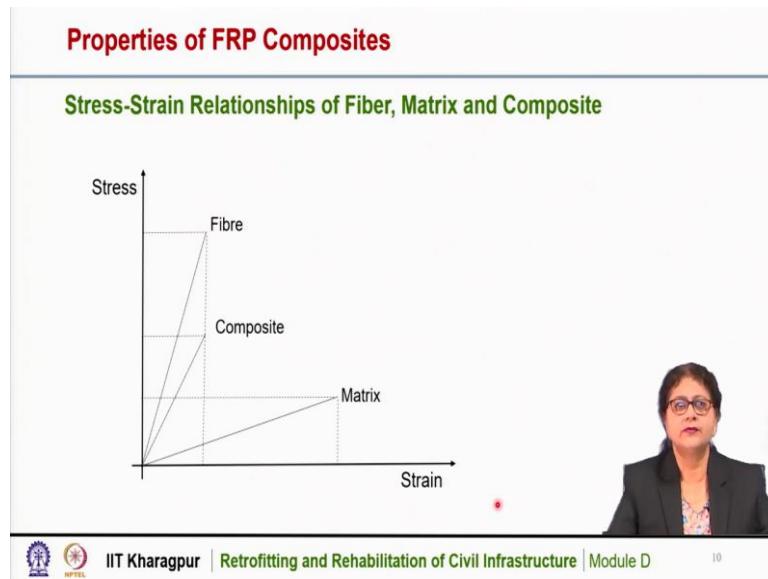 Properties of FRP Composites
Stress-Strain Relationships of Fiber, Matrix and Composite
Stress
Fibre
Composite
Matrix
Strain
NPTEL
IIT Kharagpur | Retrofitting and Rehabilitation of Civil Infrastructure | Module D
10